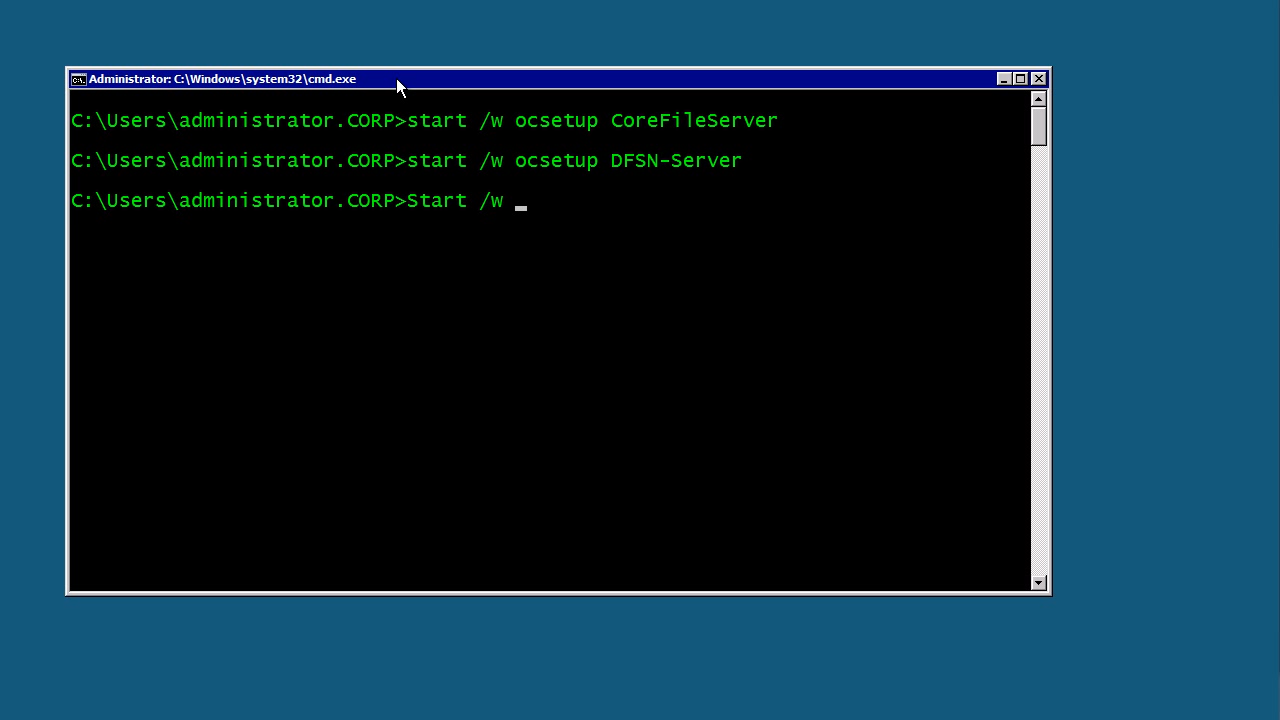 Administrator: C:\Windows\system32\cmd.exe
C:\Users\administrator.CORP>start /w ocsetup CoreFileServer
C:\Users\administrator.CORP>start /w ocsetup DFSN-Server
C:\Users\administrator.CORP>Start /w